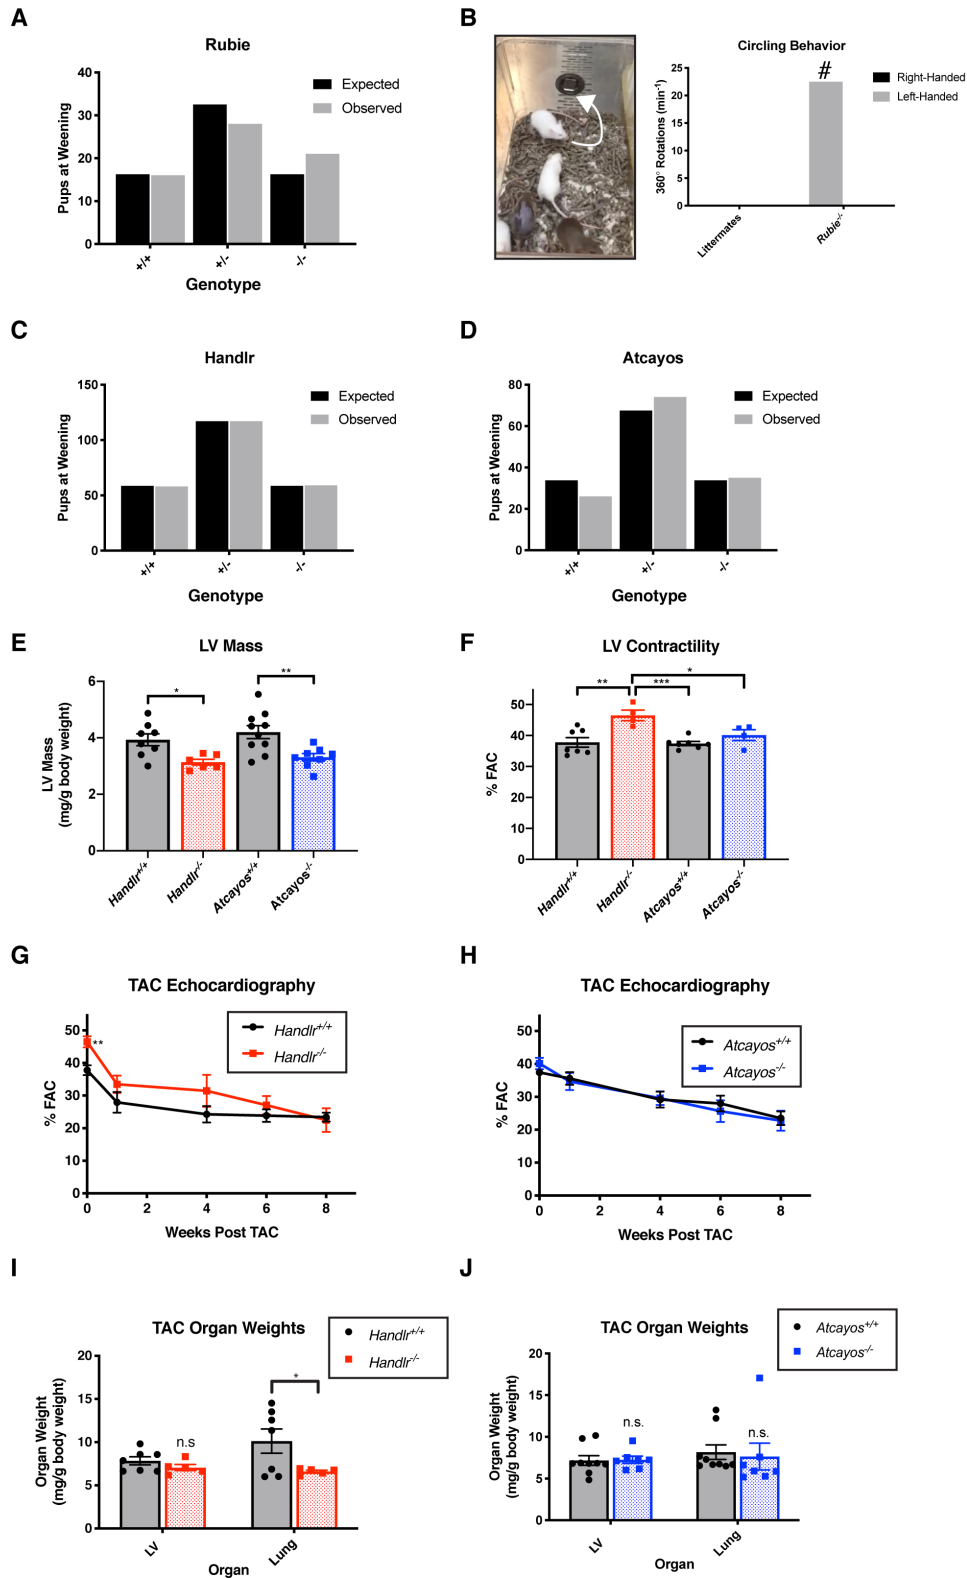 A
Rubie
40
30
20
10
0
Pups at Weening
Expected
Observed
+/+
+/-
-/-
Genotype
B
Circling Behavior
25
20
15
10
5
0
360° Rotations (min-1)
#
Right-Handed
Left-Handed
Littermates
Rubie-/-
C
Handlr
150
100
50
0
Pups at Weening
Expected
Observed
+/+
+/-
-/-
Genotype
D
Atcayos
80
60
40
20
0
Pups at Weening
Expected
Observed
+/+
+/-
-/-
Genotype
E
LV Mass
6
4
2
0
LV Mass
(mg/g body weight)
*
**
Handlr+/+
Handlr-/-
Atcayos+/+
Atcayos-/-
F
LV Contractility
50
40
30
20
10
0
% FAC
**
***
*
Handlr+/+
Handlr-/-
Atcayos+/+
Atcayos-/-
G
TAC Echocardiography
50
40
30
20
10
0
% FAC
**
Handlr+/+
Handlr-/-
0 2 4 6 8
Weeks Post TAC
H
TAC Echocardiography
50
40
30
20
10
0
% FAC
Atcayos+/+
Atcayos-/-
0 2 4 6 8
Weeks Post TAC
I
TAC Organ Weights
Handlr+/+
Handlr-/-
20
15
10
5
0
Organ Weight
(mg/g body weight)
n.s
*
LV
Lung
Organ
J
TAC Organ Weights
Atcayos+/+
Atcayos-/-
20
15
10
5
0
Organ Weight
(mg/g body weight)
n.s.
n.s.
LV
Lung
Organ